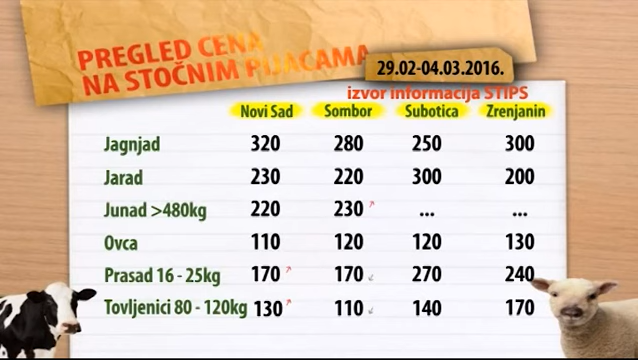 PREGLED CENA
NA STOČNIM PIJACAMA
29.02-04.03.2016.
izvor informacija STIPS
Novi Sad Sombor Subotica Zrenjanin
Jagnjad 320 280 250 300
Jarad 230 220 300 200
Junad >480kg 220 230 ... ...
Ovca 110 120 120 130
Prasad 16 - 25kg 170 170 270 240
Tovljenici 80 - 120kg 130 110 140 170